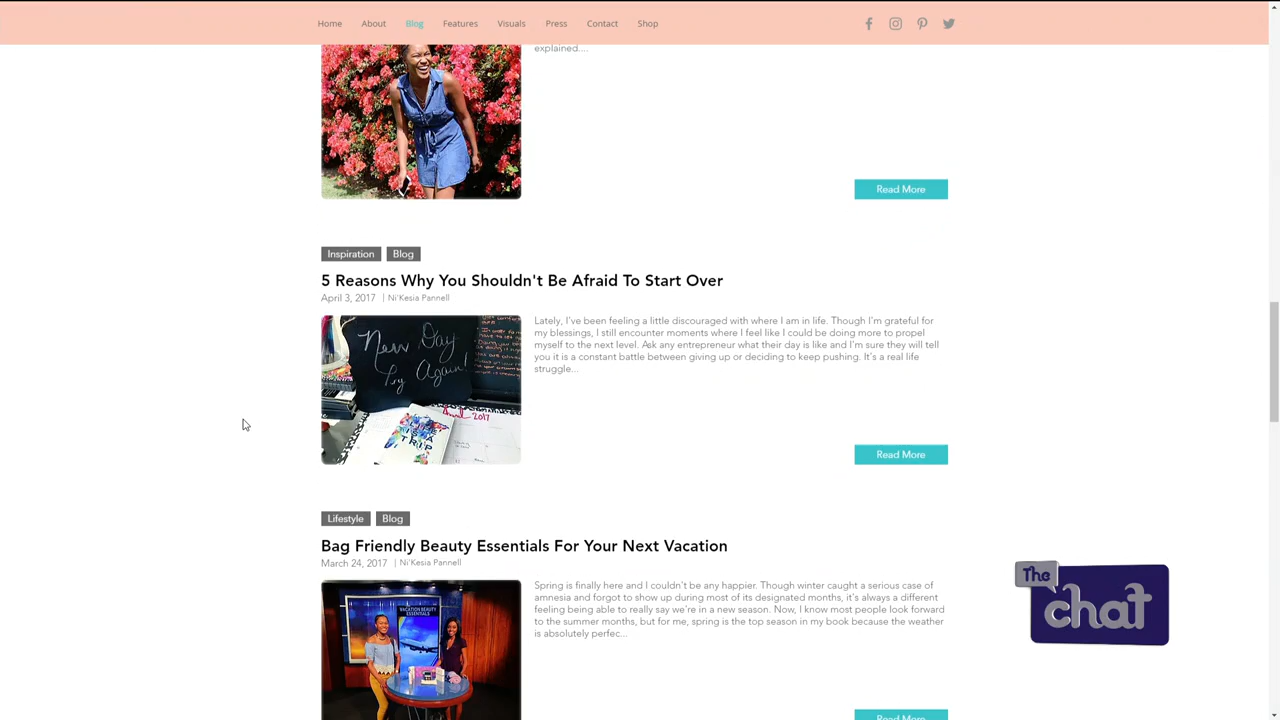 Home About Blog Features Visuals Press Contact Shop
explained....
Read More
Inspiration Blog
5 Reasons Why You Shouldn't Be Afraid To Start Over
April 3, 2017 | Ni'Kesia Pannell
Lately, I've been feeling a little discouraged with where I am in life. Though I'm grateful for
my blessings, I still encounter moments where I feel like I could be doing more to propel
myself to the next level. Ask any entrepreneur what their day is like and I'm sure they will tell
you it is a constant battle between giving up or deciding to keep pushing. It's a real life
struggle...
New Day
Try Again
2017
Read More
Lifestyle Blog
Bag Friendly Beauty Essentials For Your Next Vacation
March 24, 2017 | Ni'Kesia Pannell
Spring is finally here and I couldn't be any happier. Though winter caught a serious case of
amnesia and forgot to show up during most of its designated months, it's always a different
feeling being able to really say we're in a new season. Now, I know most people look forward
to the summer months, but for me, spring is the top season in my book because the weather
is absolutely perfec...
VACATION BEAUTY
ESSENTIALS
Read More
The
chat